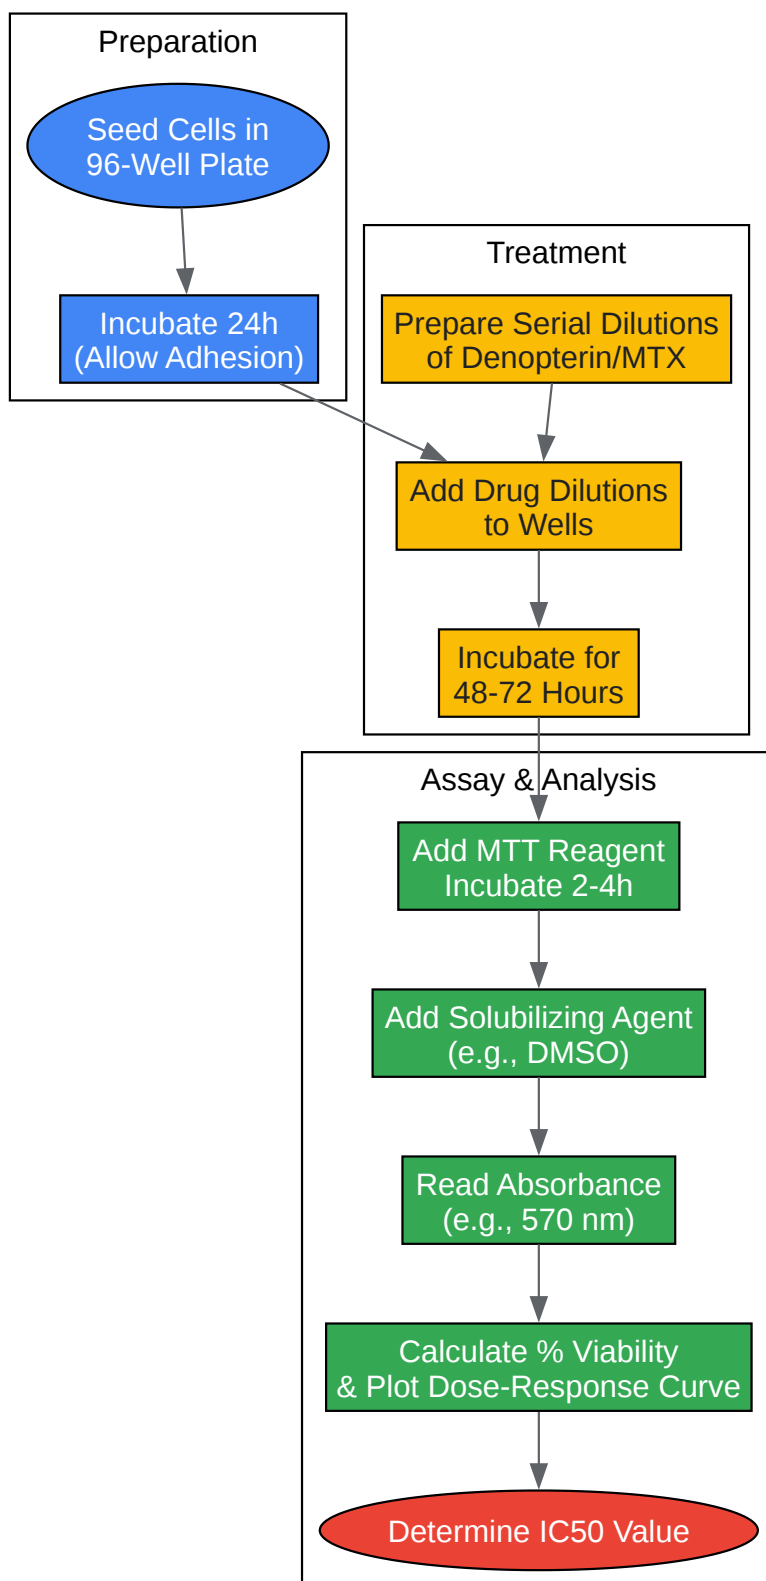 Preparation
Seed Cells in
96-Well Plate
Incubate 24h
(Allow Adhesion)
Treatment
Prepare Serial Dilutions
of Denopterin/MTX
Add Drug Dilutions
to Wells
Incubate for
48-72 Hours
Assay & Analysis
Add MTT Reagent
Incubate 2-4h
Add Solubilizing Agent
(e.g., DMSO)
Read Absorbance
(e.g., 570 nm)
Calculate % Viability
& Plot Dose-Response Curve
Determine IC50 Value